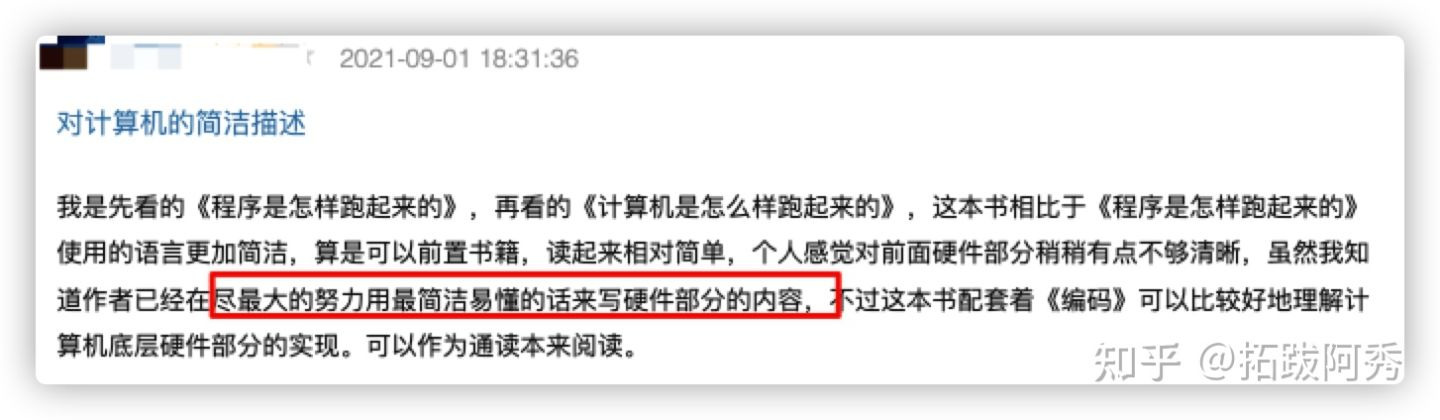 2021-09-01 18:31:36
对计算机的简洁描述
我是先看的《程序是怎样跑起来的》，再看的《计算机是怎么样跑起来的》，这本书相比于《程序是怎样跑起来的》
使用的语言更加简洁，算是可以前置书籍，读起来相对简单，个人感觉对前面硬件部分稍稍有点不够清晰，虽然我知
道作者已经在尽最大的努力用最简洁易懂的话来写硬件部分的内容，不过这本书配套着《编码》可以比较好地理解计
算机底层硬件部分的实现。可以作为通读本来阅读。
知乎 @拓跋阿秀